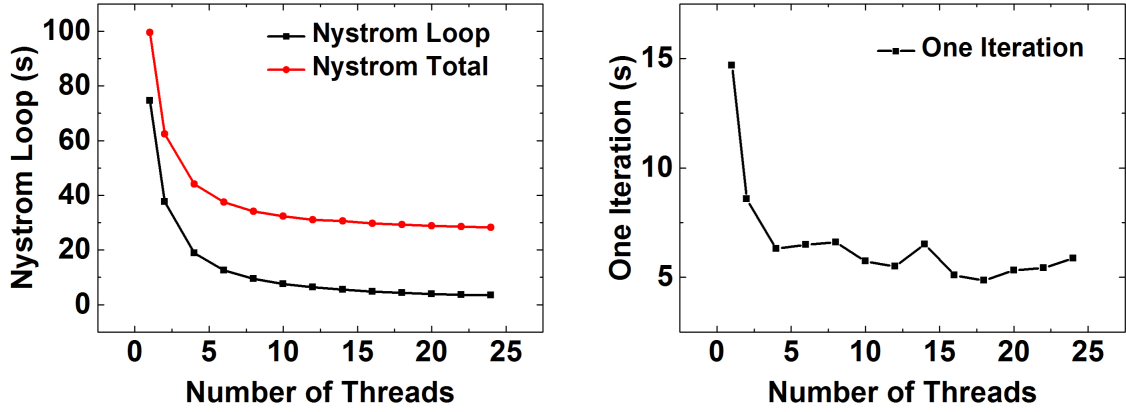 Nystrom Loop (s)
100
80
60
40
20
0
Nystrom Loop
Nystrom Total
0 5 10 15 20 25
Number of Threads
One Iteration (s)
15
10
5
One Iteration
0 5 10 15 20 25
Number of Threads